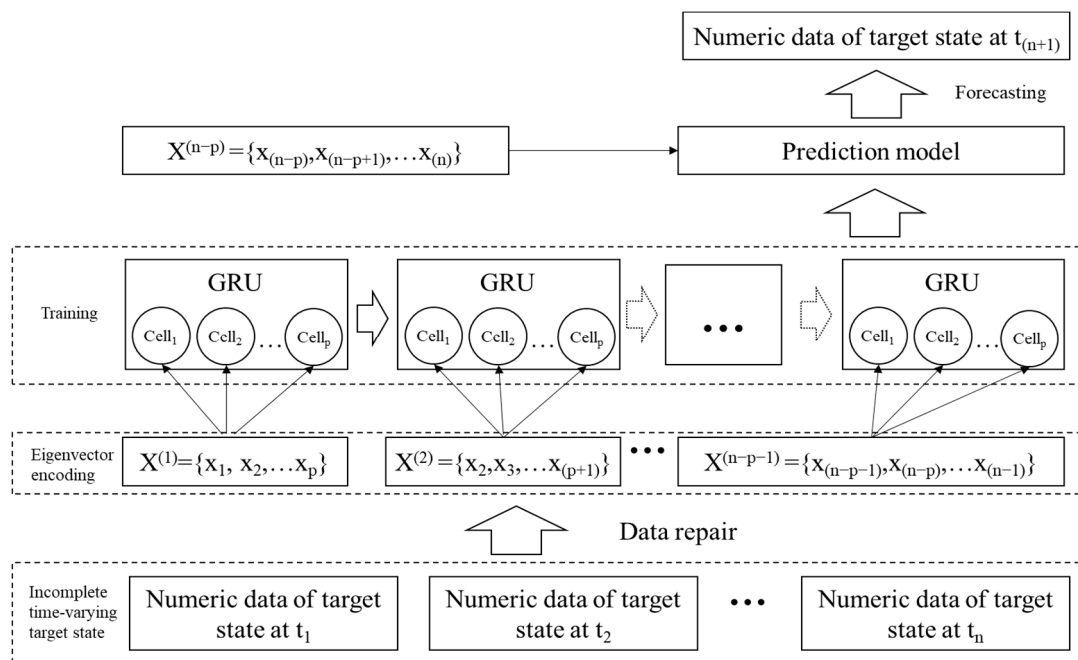 Numeric data of target state at t₍ₙ₊₁₎
Forecasting
X⁽ⁿ⁻ᵖ⁾={x₍ₙ₋ₚ₎,x₍ₙ₋ₚ₊₁₎,…x₍ₙ₎}
Prediction model
Training
GRU
Cell₁ Cell₂ … Cellₚ
GRU
Cell₁ Cell₂ … Cellₚ
•••
GRU
Cell₁ Cell₂ … Cellₚ
Eigenvector
encoding
X⁽¹⁾={x₁, x₂,…xₚ}
X⁽²⁾={x₂,x₃,…x₍ₚ₊₁₎}
•••
X⁽ⁿ⁻ᵖ⁻¹⁾={x₍ₙ₋ₚ₋₁₎,x₍ₙ₋ₚ₎,…x₍ₙ₋₁₎}
Data repair
Incomplete
time-varying
target state
Numeric data of target
state at t₁
Numeric data of target
state at t₂
•••
Numeric data of target
state at tₙ